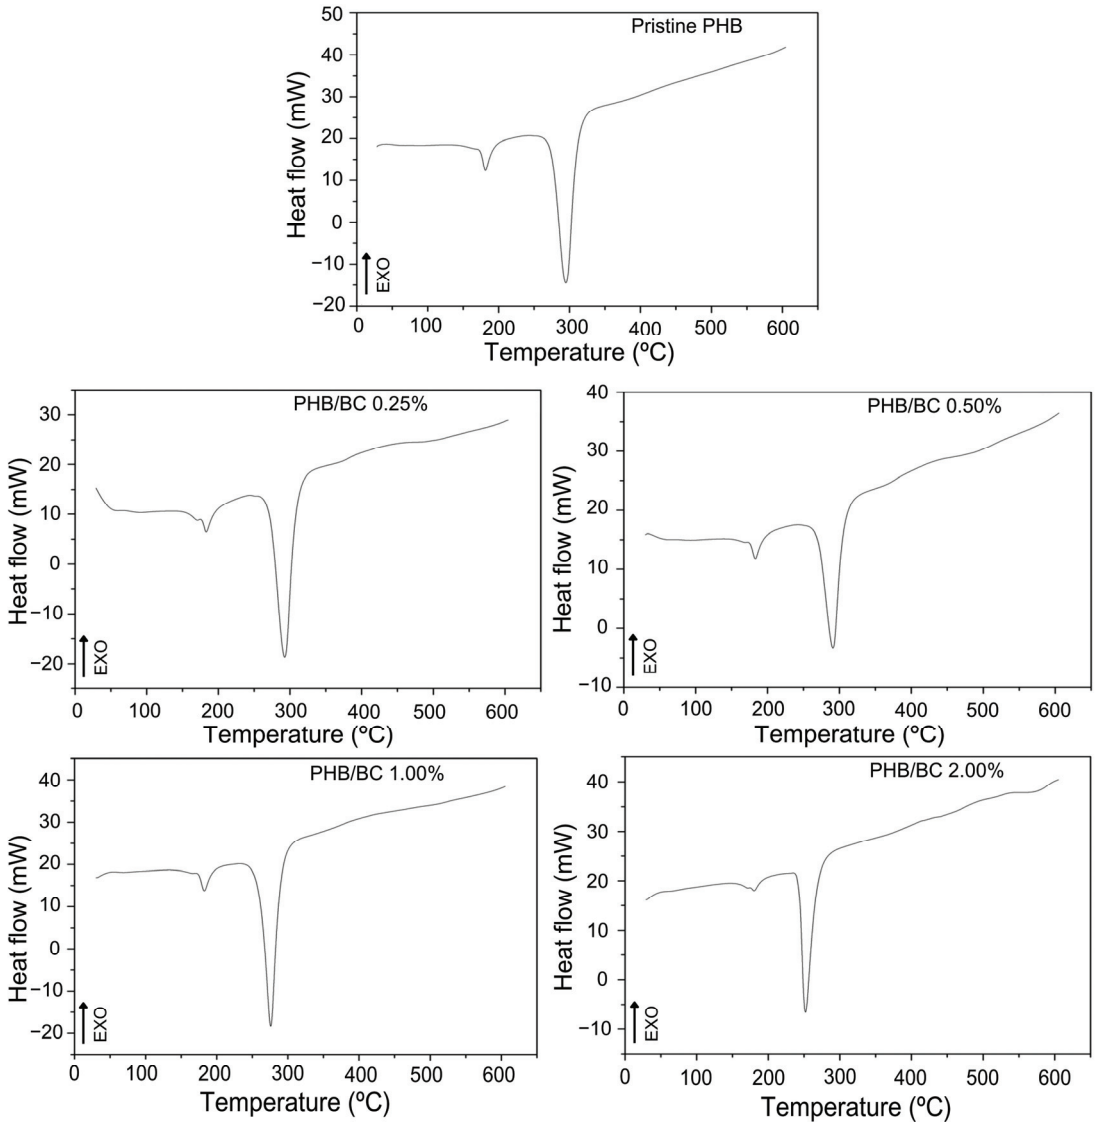 Pristine PHB
Heat flow (mW)
50
40
30
20
10
0
−10
−20
EXO
0 100 200 300 400 500 600
Temperature (ºC)
PHB/BC 0.25%
Heat flow (mW)
30
20
10
0
−10
−20
EXO
0 100 200 300 400 500 600
Temperature (ºC)
PHB/BC 0.50%
Heat flow (mW)
40
30
20
10
0
−10
EXO
0 100 200 300 400 500 600
Temperature (ºC)
PHB/BC 1.00%
Heat flow (mW)
40
30
20
10
0
−10
−20
EXO
0 100 200 300 400 500 600
Temperature (ºC)
PHB/BC 2.00%
Heat flow (mW)
40
30
20
10
0
−10
EXO
0 100 200 300 400 500 600
Temperature (ºC)